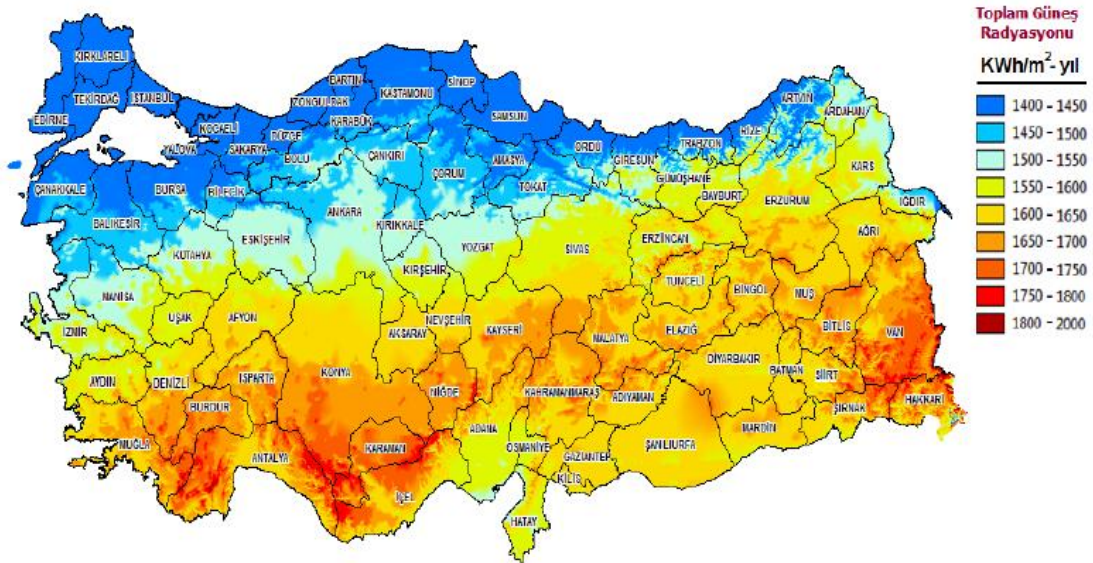 Toplam Güneş
Radyasyonu
KWh/m²- yıl
1400 - 1450
1450 - 1500
1500 - 1550
1550 - 1600
1600 - 1650
1650 - 1700
1700 - 1750
1750 - 1800
1800 - 2000
KIRKLARELİ
TEKİRDAĞ
İSTANBUL
EDİRNE
KOCAELİ
YALOVA
SAKARYA
DÜZCE
BOLU
ZONGULDAK
BARTIN
KARABÜK
KASTAMONU
SİNOP
SAMSUN
ÇANKIRI
ÇORUM
AMASYA
TOKAT
ORDU
GİRESUN
TRABZON
RİZE
ARTVİN
ARDAHAN
KARS
GÜMÜŞHANE
BAYBURT
ERZURUM
IĞDIR
AĞRI
ÇANAKKALE
BURSA
BİLECİK
BALIKEŞİR
KÜTAHYA
ESKİŞEHİR
ANKARA
KIRIKKALE
YOZGAT
KIRŞEHİR
SİVAS
ERZİNCAN
TUNCELİ
BİNGÖL
MUŞ
BİTLİS
VAN
MANİSA
İZMİR
UŞAK
AFYON
NEVŞEHİR
AKSARAY
KAYSERİ
MALATYA
ELAZIĞ
DİYARBAKIR
BATMAN
SİİRT
ŞIRNAK
HAKKARİ
AYDIN
DENİZLİ
ISPARTA
BURDUR
KONYA
NİĞDE
KAHRAMANMARAŞ
ADIYAMAN
MARDİN
ŞANLIURFA
MUĞLA
ANTALYA
KARAMAN
İÇEL
ADANA
OSMANİYE
GAZİANTEP
KİLİS
HATAY